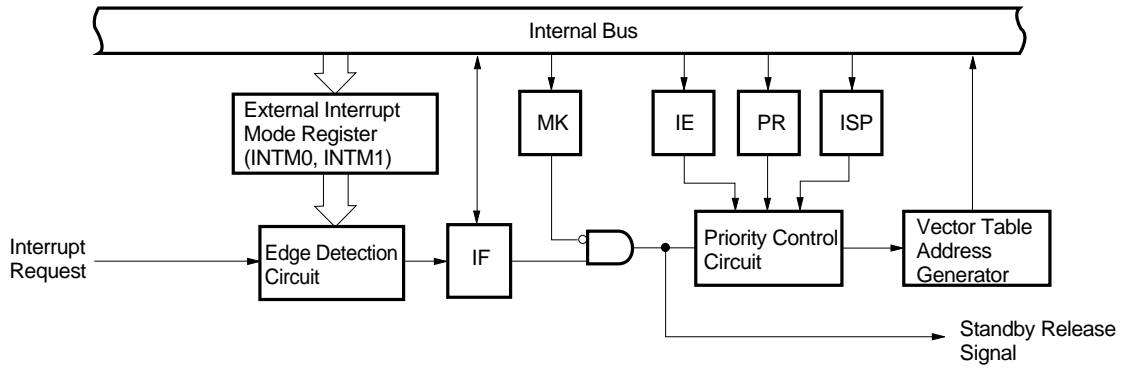 Internal Bus
External Interrupt
Mode Register
(INTM0, INTM1)
MK
IE
PR
ISP
Interrupt
Request
Edge Detection
Circuit
IF
Priority Control
Circuit
Vector Table
Address
Generator
Standby Release
Signal